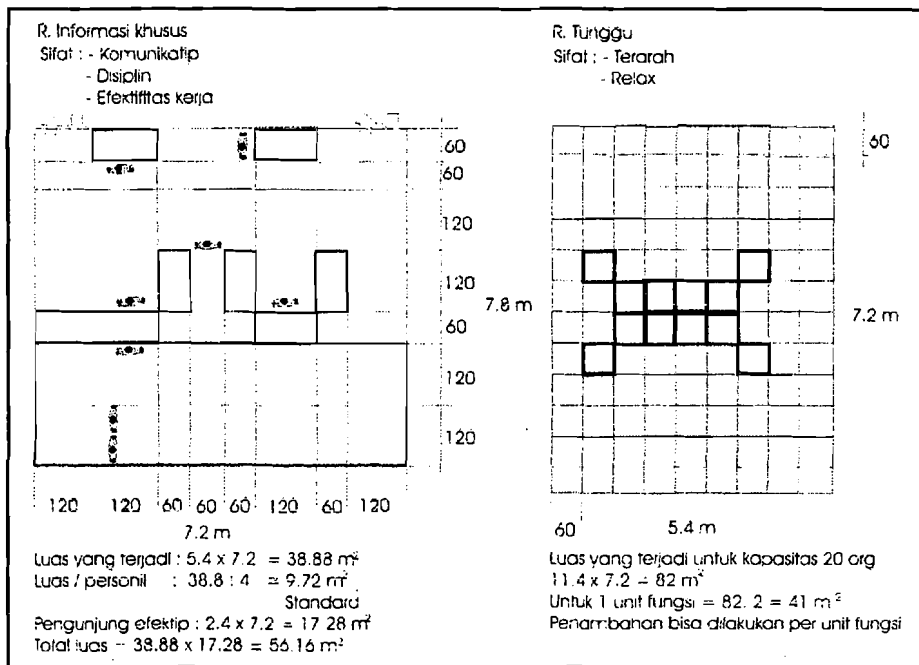 R. Informasi khusus
Sifat : - Komunikatip
- Disiplin
- Efektifitas kerja
60
60
120
120
60
120
120
7.8 m
120 120 60 60 60 120 60 120
7.2 m
Luas yang terjadi : 5.4 x 7.2 = 38.88 m²
Luas / personil : 38.8 : 4 = 9.72 m²
Standard
Pengunjung efektip : 2.4 x 7.2 = 17 28 m²
Total luas = 38.88 x 17.28 = 56.16 m²
R. Tunggu
Sifat : - Terarah
- Relax
60
7.2 m
60 5.4 m
Luas yang terjadi untuk kapasitas 20 org
11.4 x 7.2 = 82 m²
Untuk 1 unit fungsi = 82. 2 = 41 m²
Penambahan bisa dilakukan per unit fungsi